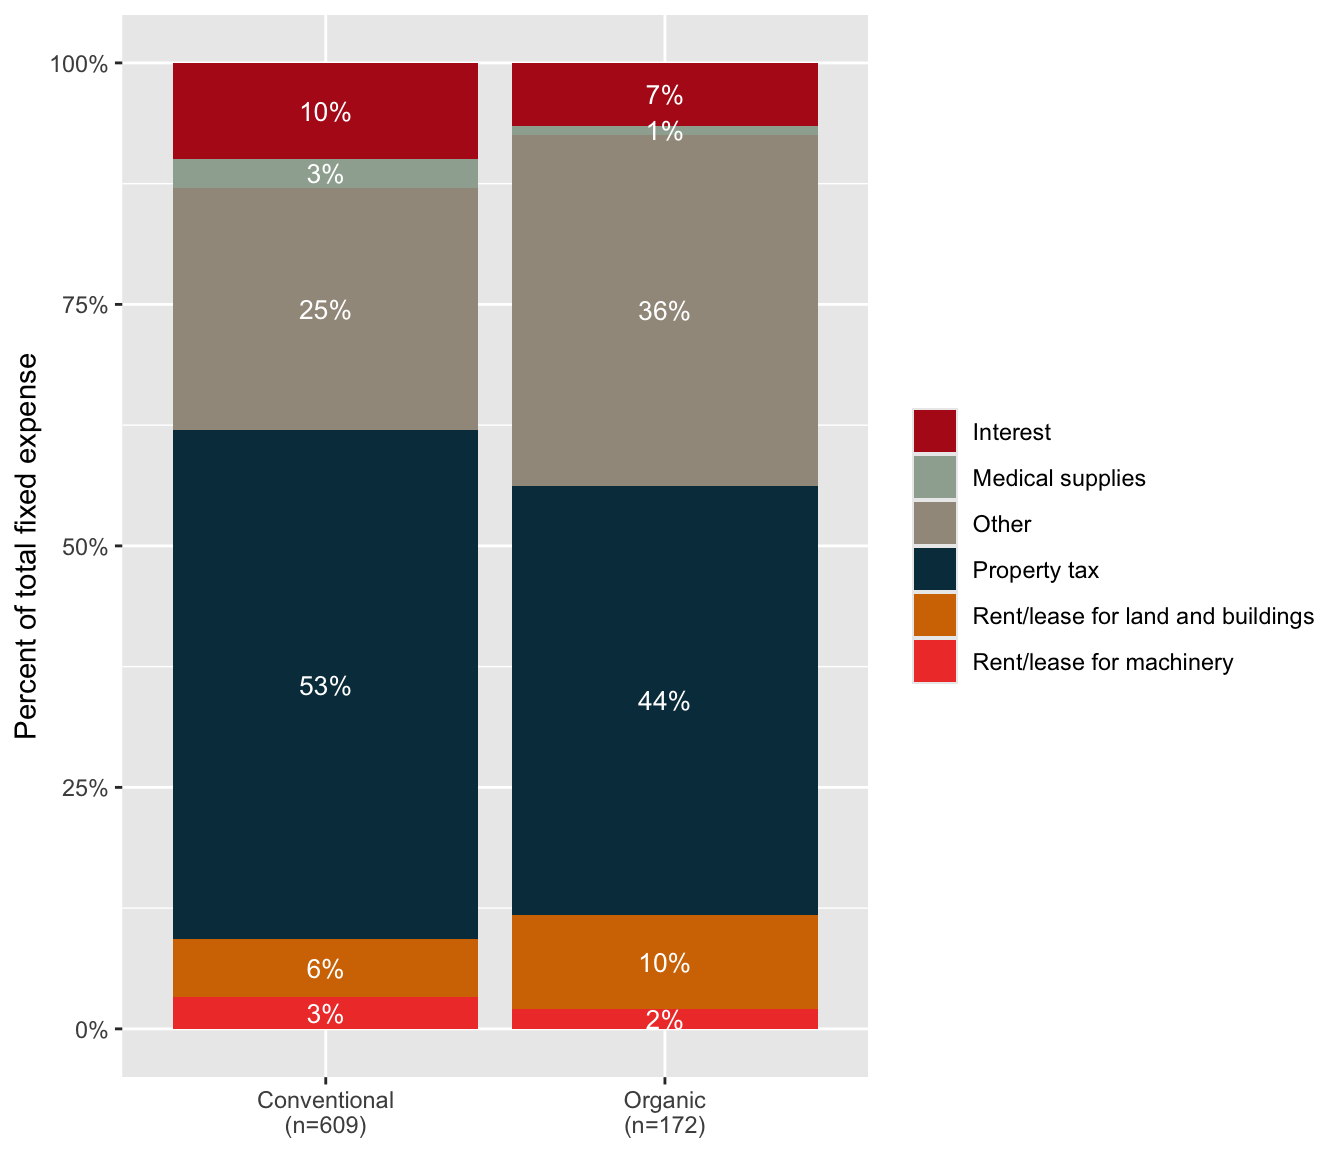 Percent of total fixed expense
100%
75%
50%
25%
0%
10%
3%
25%
53%
6%
3%
7%
1%
36%
44%
10%
2%
Conventional
(n=609)
Organic
(n=172)
Interest
Medical supplies
Other
Property tax
Rent/lease for land and buildings
Rent/lease for machinery